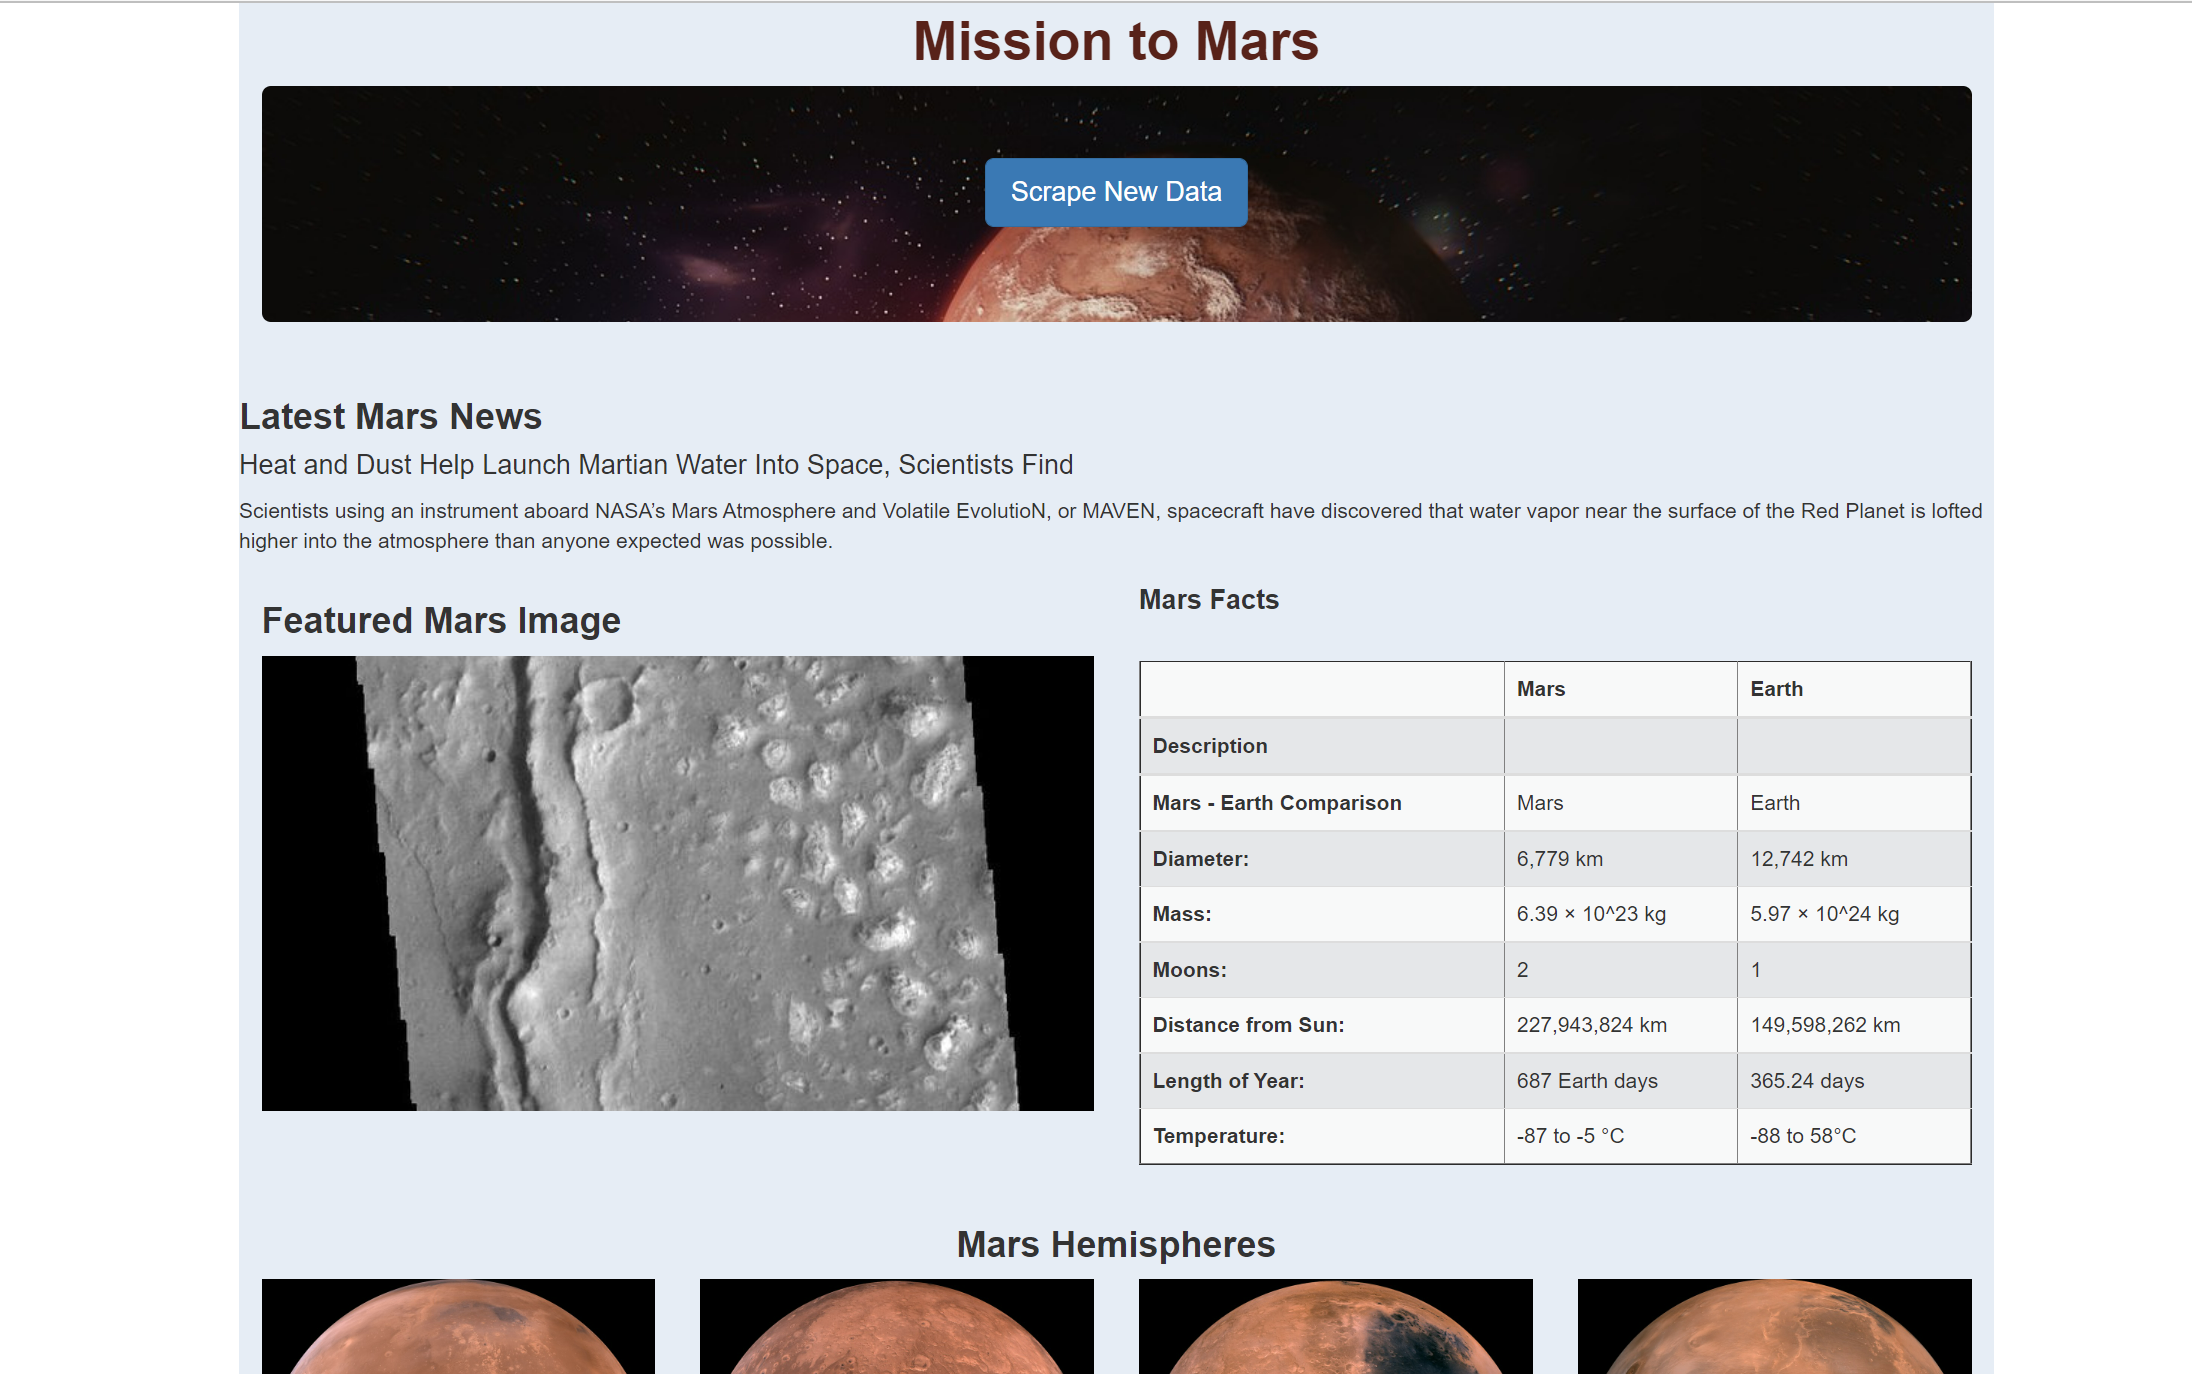 Mission to Mars
Scrape New Data
Latest Mars News
Heat and Dust Help Launch Martian Water Into Space, Scientists Find
Scientists using an instrument aboard NASA’s Mars Atmosphere and Volatile EvolutioN, or MAVEN, spacecraft have discovered that water vapor near the surface of the Red Planet is lofted
higher into the atmosphere than anyone expected was possible.
Featured Mars Image
Mars Facts
Mars Earth
Description
Mars - Earth Comparison Mars Earth
Diameter: 6,779 km 12,742 km
Mass: 6.39 × 10^23 kg 5.97 × 10^24 kg
Moons: 2 1
Distance from Sun: 227,943,824 km 149,598,262 km
Length of Year: 687 Earth days 365.24 days
Temperature: -87 to -5 °C -88 to 58°C
Mars Hemispheres